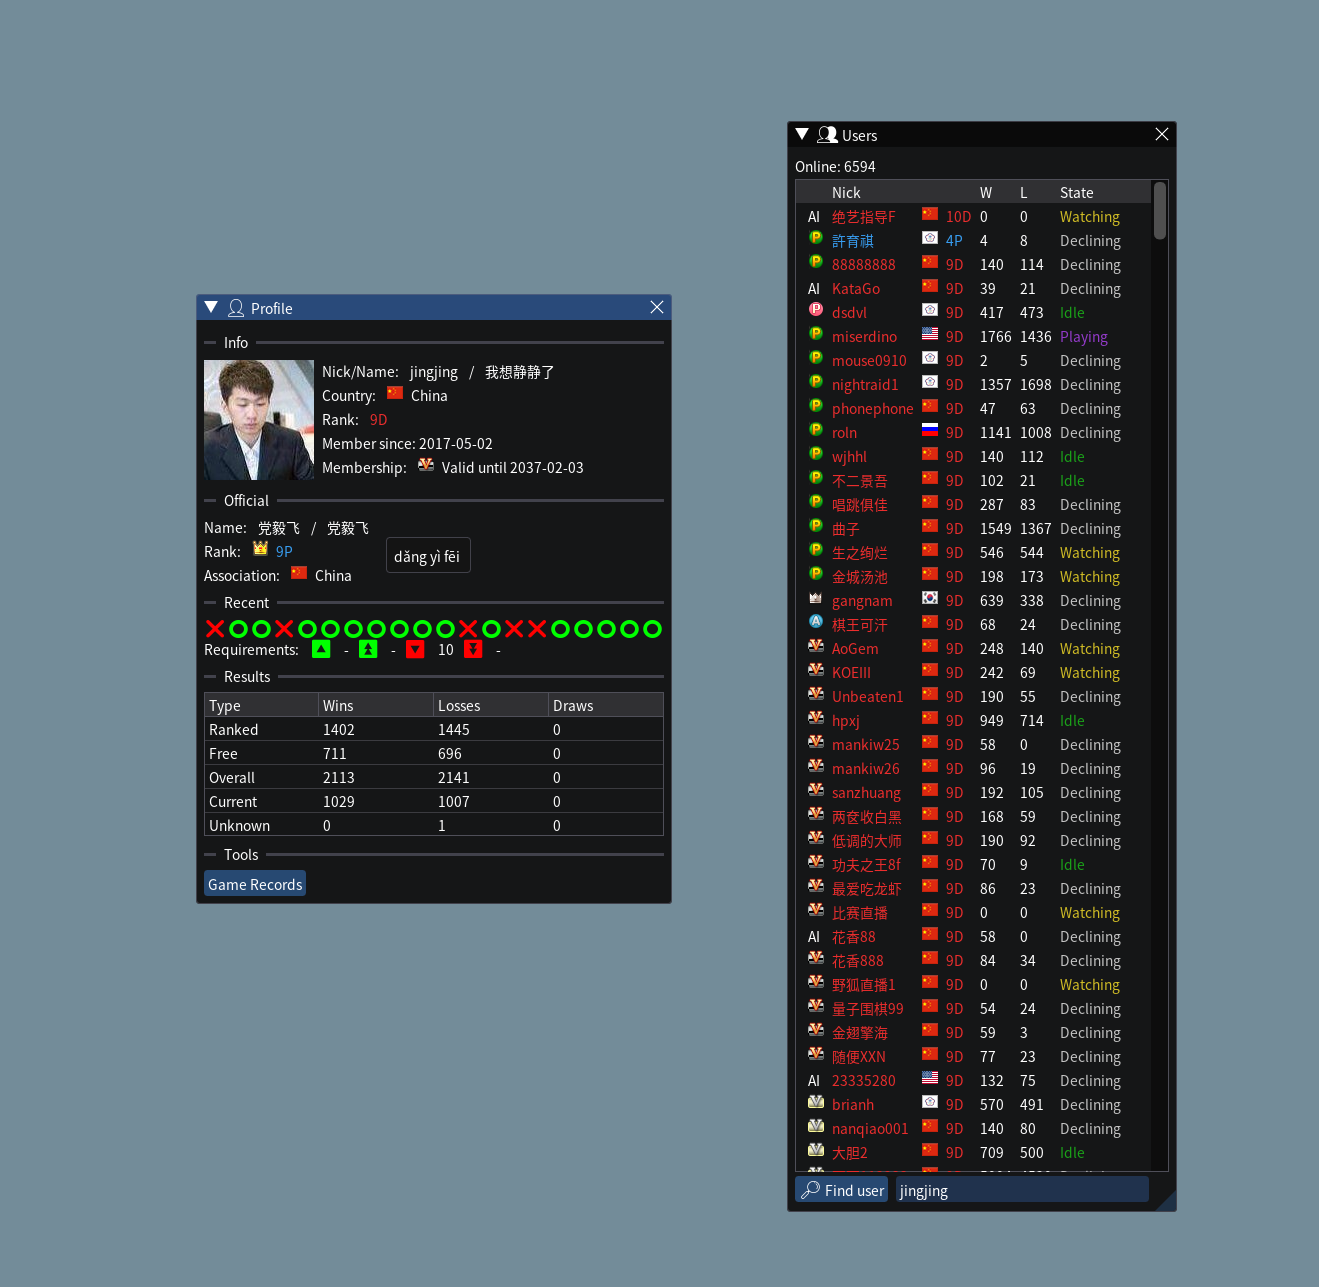 Profile
Info
Nick/Name: jingjing / 我想静静了
Country: China
Rank: 9D
Member since: 2017-05-02
Membership: Valid until 2037-02-03
Official
Name: 党毅飞 / 党毅飞
Rank: 9P
dǎng yì fēi
Association: China
Recent
Requirements: - - 10 -
Results
Type Wins Losses Draws
Ranked 1402 1445 0
Free 711 696 0
Overall 2113 2141 0
Current 1029 1007 0
Unknown 0 1 0
Tools
Game Records
Users
Online: 6594
Nick W L State
AI 绝艺指导F 10D 0 0 Watching
P 許育祺 4P 4 8 Declining
P 88888888 9D 140 114 Declining
AI KataGo 9D 39 21 Declining
P dsdvl 9D 417 473 Idle
P miserdino 9D 1766 1436 Playing
P mouse0910 9D 2 5 Declining
P nightraid1 9D 1357 1698 Declining
P phonephone 9D 47 63 Declining
P roln 9D 1141 1008 Declining
P wjhhl 9D 140 112 Idle
P 不二景吾 9D 102 21 Idle
P 唱跳俱佳 9D 287 83 Declining
P 曲子 9D 1549 1367 Declining
P 生之绚烂 9D 546 544 Watching
P 金城汤池 9D 198 173 Watching
gangnam 9D 639 338 Declining
A 棋王可汗 9D 68 24 Declining
V AoGem 9D 248 140 Watching
V KOEIII 9D 242 69 Watching
V Unbeaten1 9D 190 55 Declining
V hpxj 9D 949 714 Idle
V mankiw25 9D 58 0 Declining
V mankiw26 9D 96 19 Declining
V sanzhuang 9D 192 105 Declining
V 两奁收白黑 9D 168 59 Declining
V 低调的大师 9D 190 92 Declining
V 功夫之王8f 9D 70 9 Idle
V 最爱吃龙虾 9D 86 23 Declining
V 比赛直播 9D 0 0 Watching
AI 花香88 9D 58 0 Declining
V 花香888 9D 84 34 Declining
V 野狐直播1 9D 0 0 Watching
V 量子围棋99 9D 54 24 Declining
V 金翅擎海 9D 59 3 Declining
V 随便XXN 9D 77 23 Declining
AI 23335280 9D 132 75 Declining
V brianh 9D 570 491 Declining
V nanqiao001 9D 140 80 Declining
V 大胆2 9D 709 500 Idle
Find user jingjing